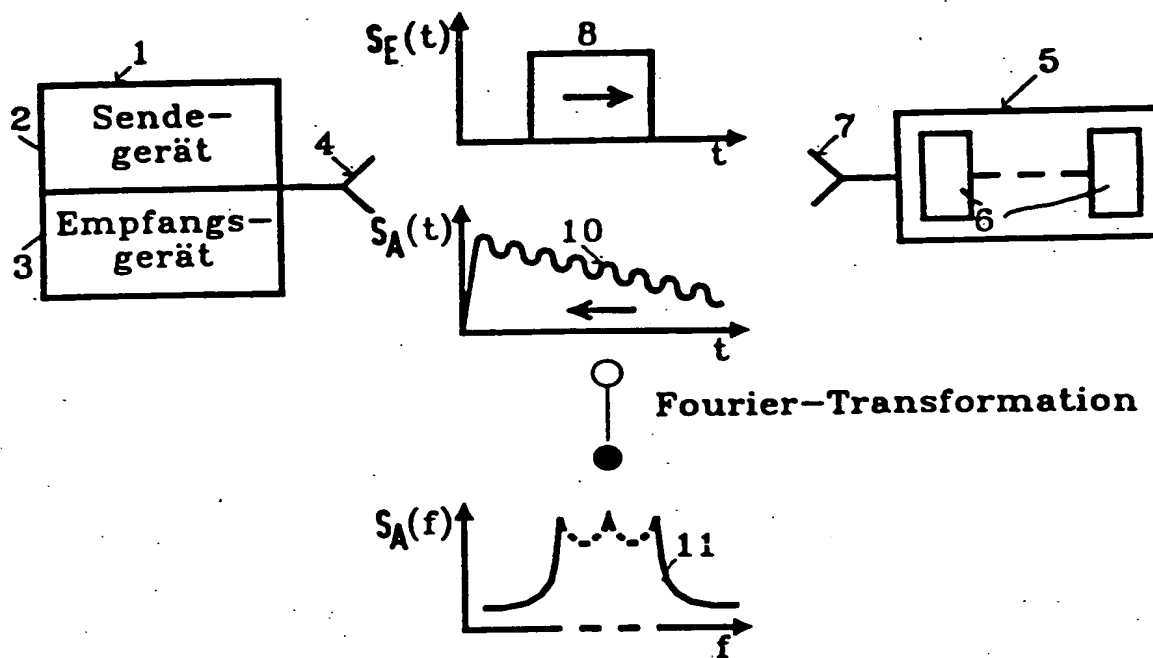 1
2
Sende-
gerät
Empfangs-
gerät
3
4
S_E(t)
8
t
S_A(t)
10
t
5
7
6
Fourier-Transformation
S_A(f)
11
f